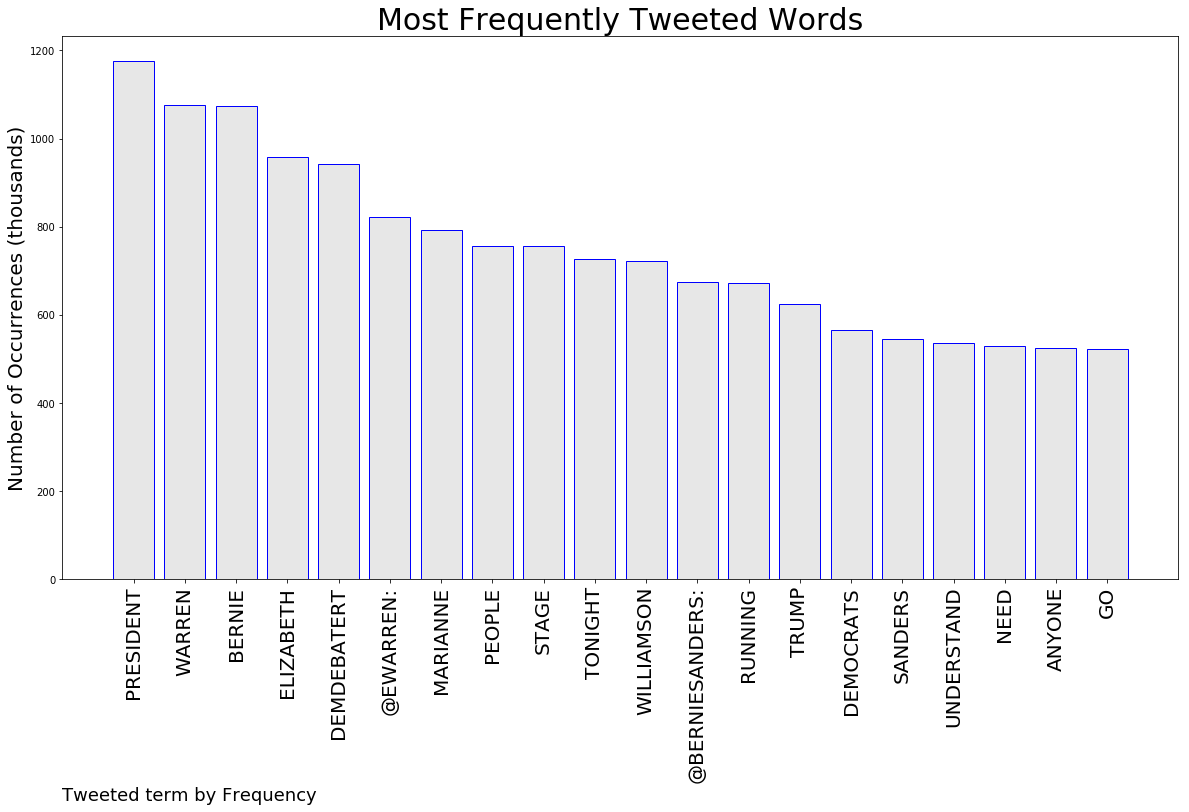 Most Frequently Tweeted Words
Number of Occurrences (thousands)
1200
1000
800
600
400
200
0
PRESIDENT
WARREN
BERNIE
ELIZABETH
DEMDEBATERT
@EWARREN:
MARIANNE
PEOPLE
STAGE
TONIGHT
WILLIAMSON
@BERNIESANDERS:
RUNNING
TRUMP
DEMOCRATS
SANDERS
UNDERSTAND
NEED
ANYONE
GO
Tweeted term by Frequency